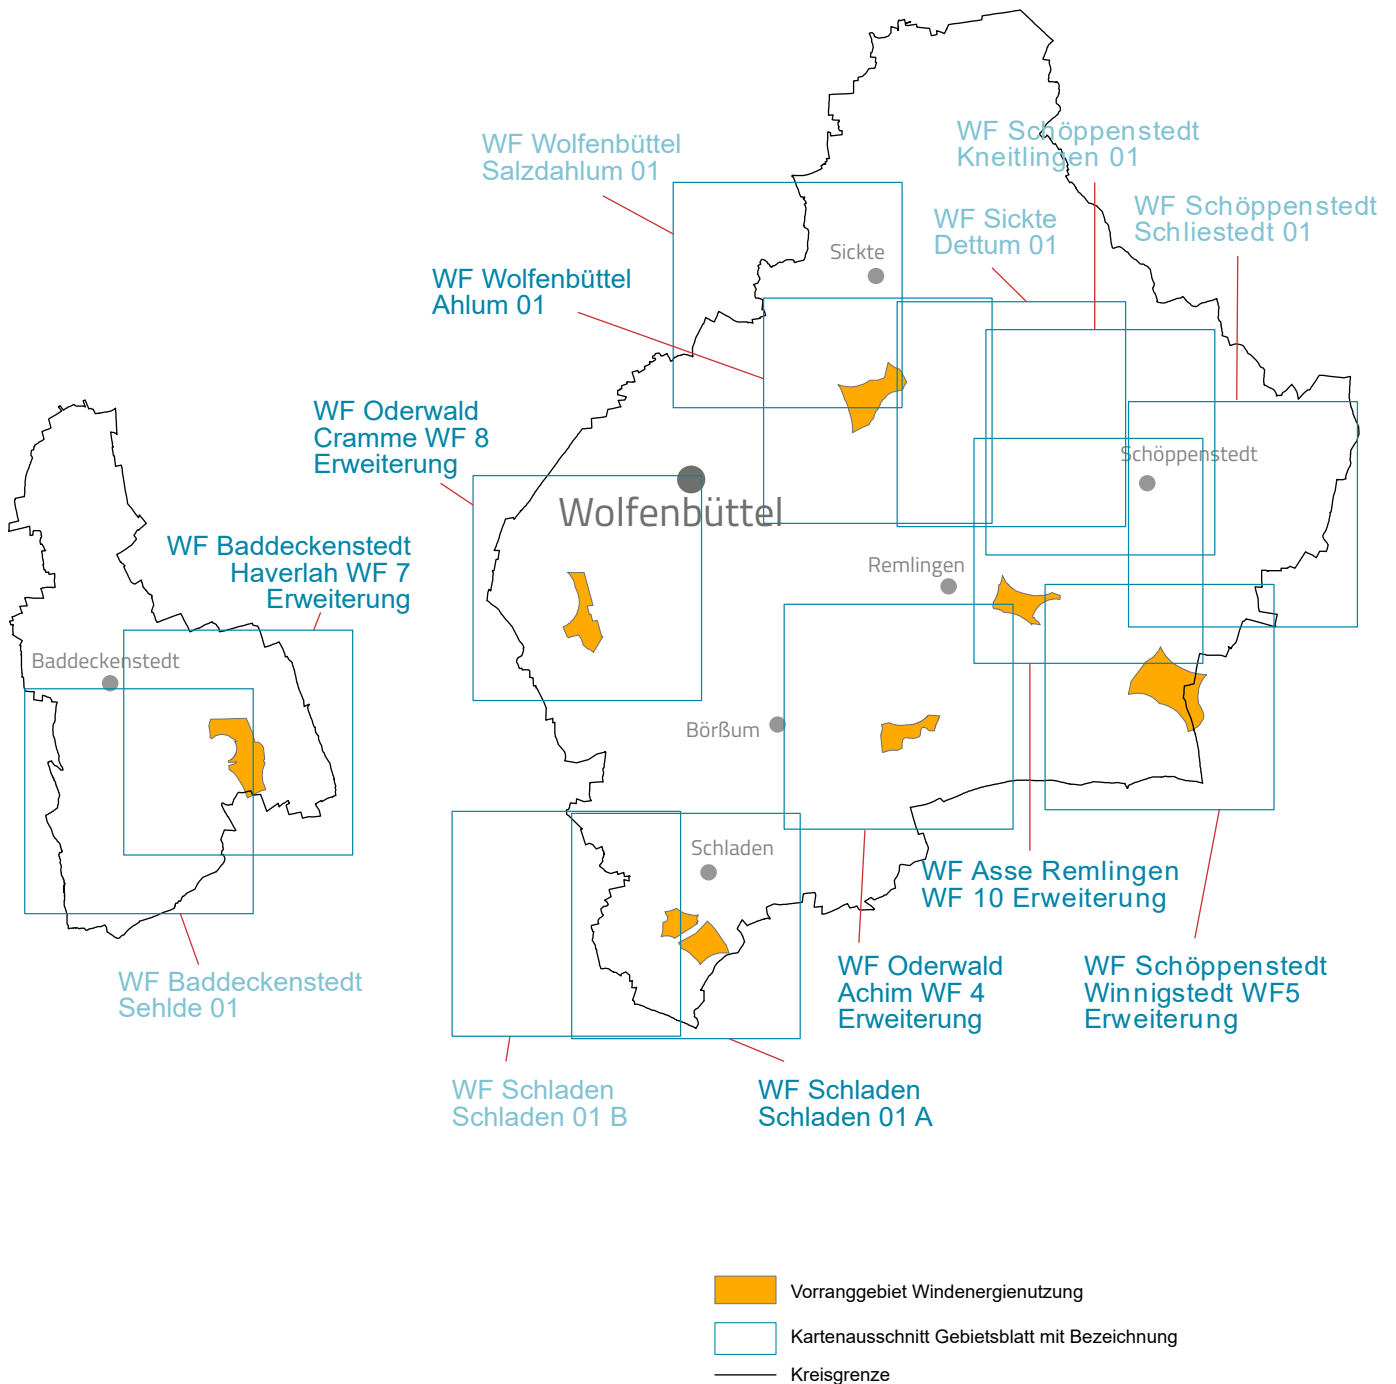 WF Schöppenstedt
Kneitlingen 01
WF Wolfenbüttel
Salzdahlum 01
WF Schöppenstedt
Schliestedt 01
WF Sickte
Dettum 01
Sickte
WF Wolfenbüttel
Ahlum 01
WF Oderwald
Cramme WF 8
Erweiterung
Schöppenstedt
Wolfenbüttel
WF Baddeckenstedt
Haverlah WF 7
Erweiterung
Remlingen
Baddeckenstedt
Börßum
Schladen
WF Asse Remlingen
WF 10 Erweiterung
WF Oderwald
Achim WF 4
Erweiterung
WF Schöppenstedt
Winnigstedt WF5
Erweiterung
WF Baddeckenstedt
Sehlde 01
WF Schladen
Schladen 01 B
WF Schladen
Schladen 01 A
Vorranggebiet Windenergienutzung
Kartenausschnitt Gebietsblatt mit Bezeichnung
Kreisgrenze